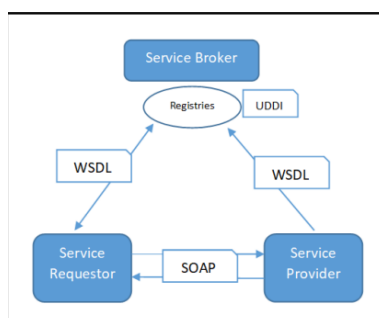 Service Broker
Registries
UDDI
WSDL
WSDL
Service
Requestor
SOAP
Service
Provider